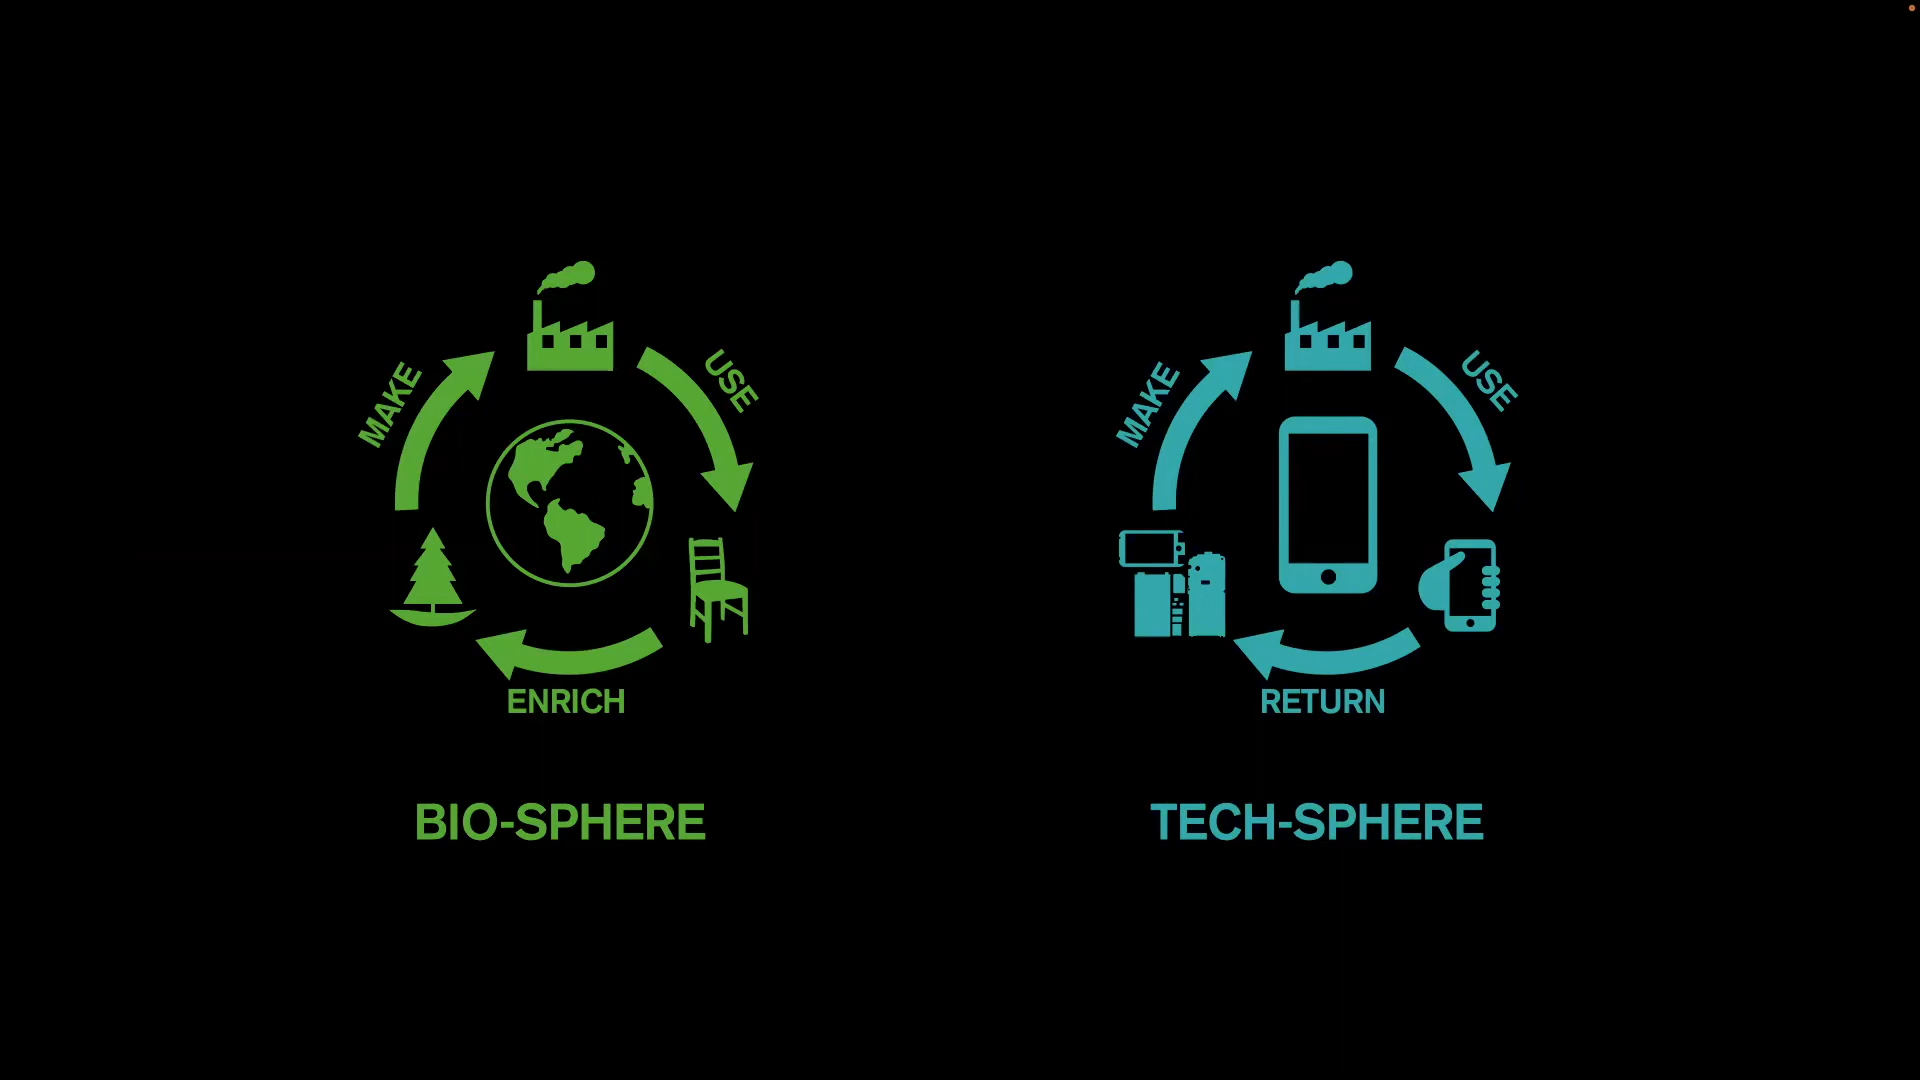 MAKE
USE
ENRICH
BIO-SPHERE
MAKE
USE
RETURN
TECH-SPHERE